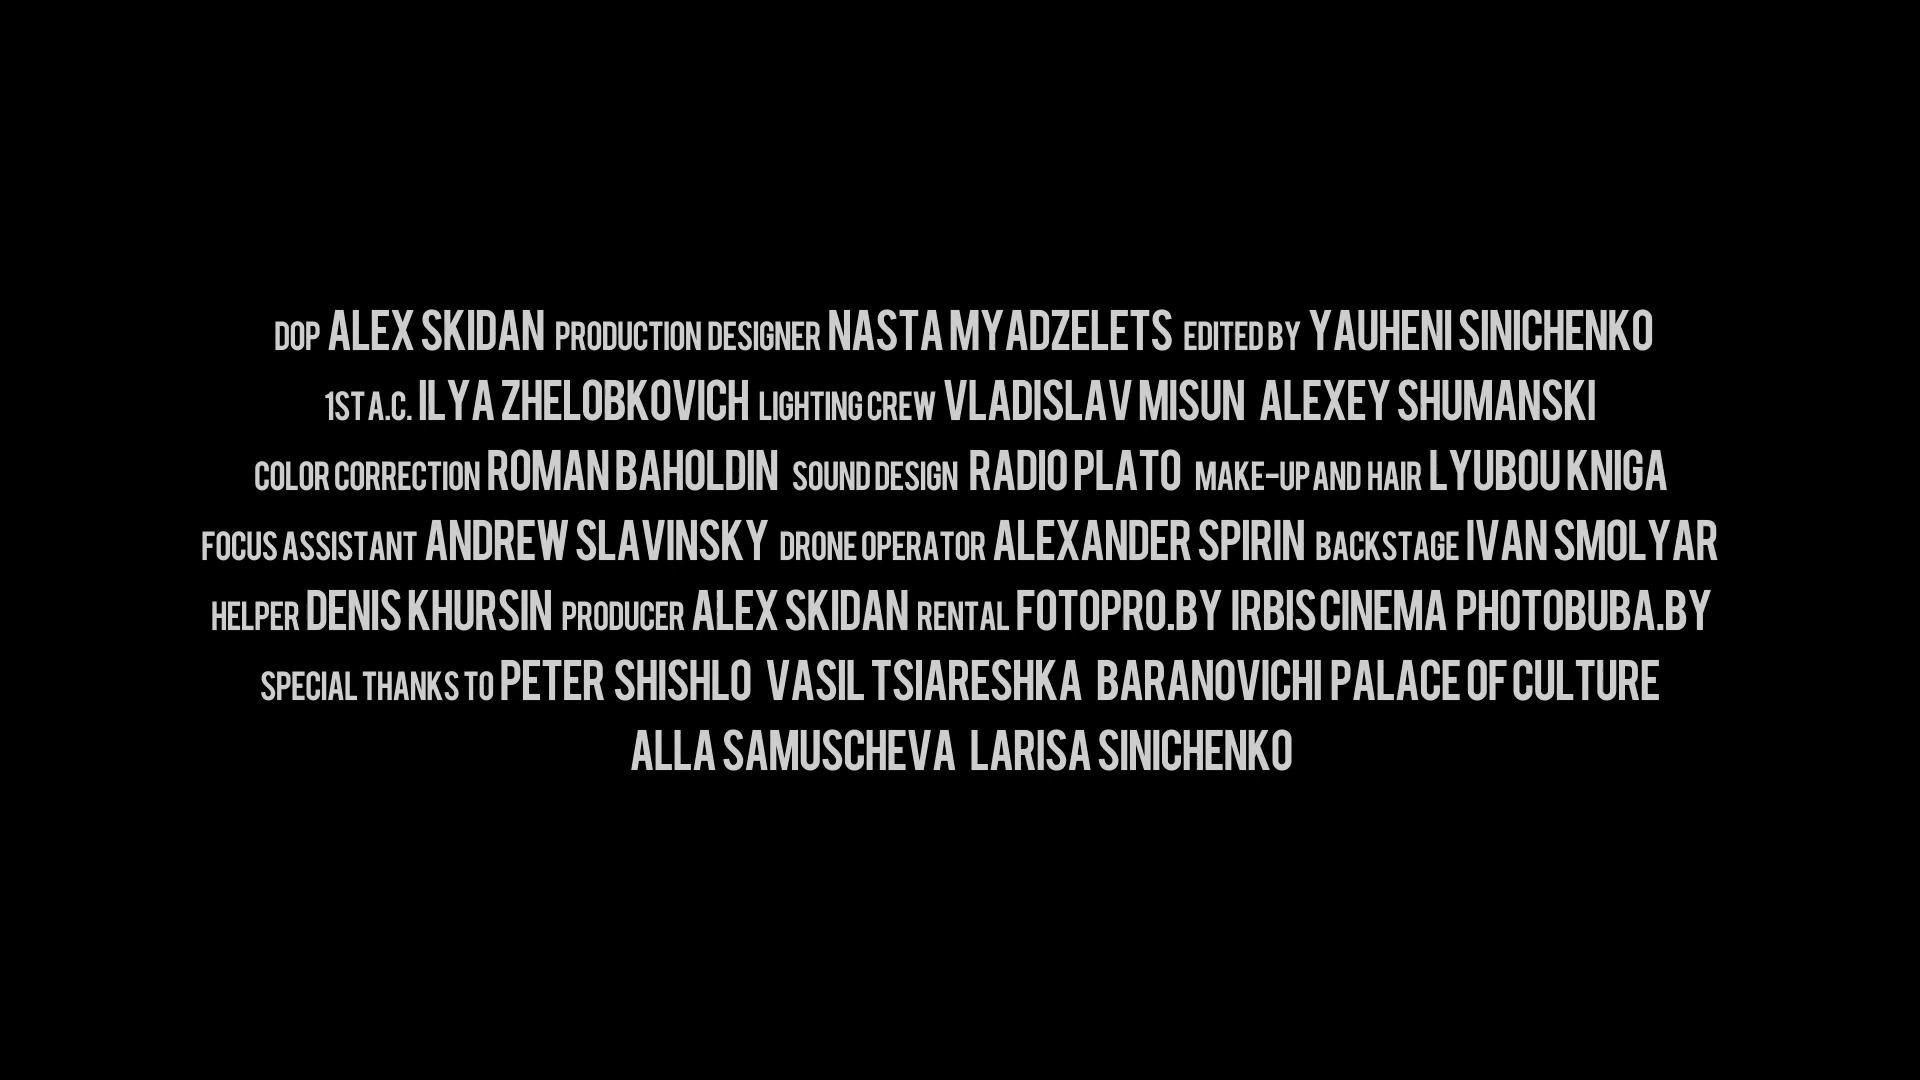 DOP ALEX SKIDAN PRODUCTION DESIGNER NASTA MYADZELETS EDITED BY YAUHENI SINICHENKO
1ST A.C. ILYA ZHELOBKOVICH LIGHTING CREW VLADISLAV MISUN ALEXEY SHUMANSKI
COLOR CORRECTION ROMAN BAHOLDIN SOUND DESIGN RADIO PLATO MAKE-UP AND HAIR LYUBOU KNIGA
FOCUS ASSISTANT ANDREW SLAVINSKY DRONE OPERATOR ALEXANDER SPIRIN BACKSTAGE IVAN SMOLYAR
HELPER DENIS KHURSIN PRODUCER ALEX SKIDAN RENTAL FOTOPRO.BY IRBIS CINEMA PHOTOBUBA.BY
SPECIAL THANKS TO PETER SHISHLO VASIL TSIARESHKA BARANOVICHI PALACE OF CULTURE
ALLA SAMUSCHEVA LARISA SINICHENKO